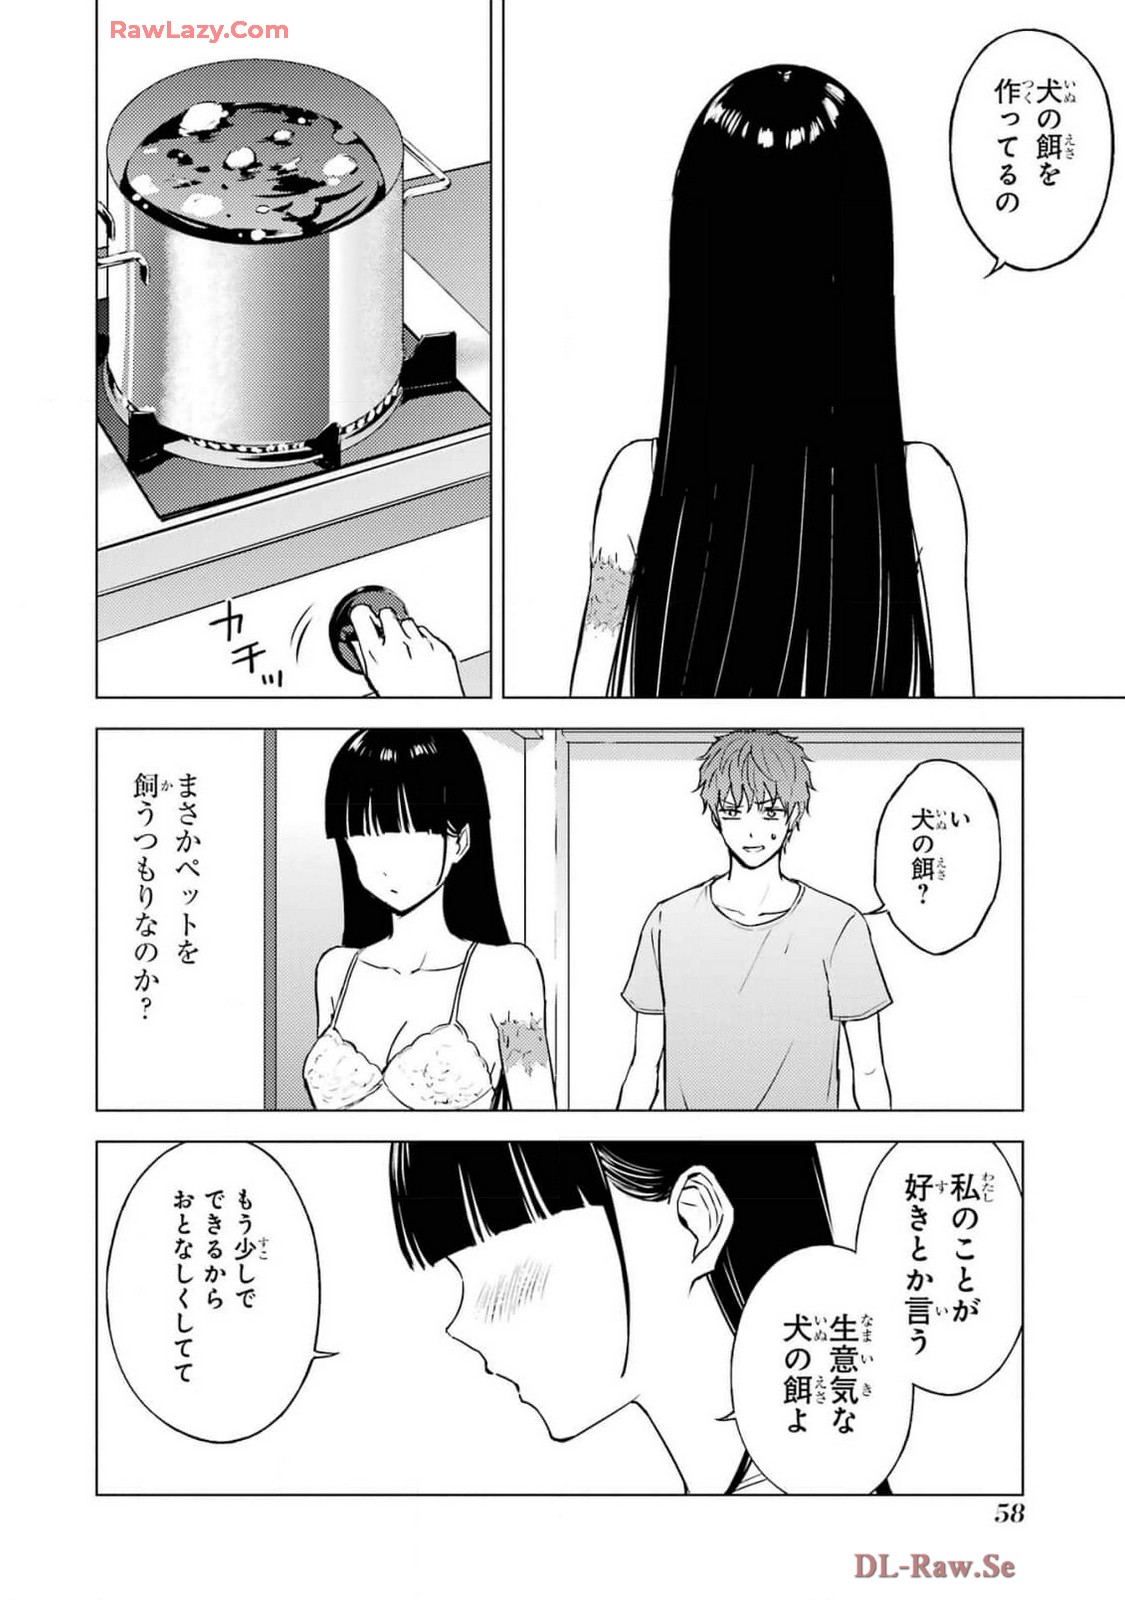 RawLazy.Com
犬の餌を
作ってるの
カチッ
い
犬の餌？
まさかペットを
飼うつもりなのか？
私のことが
好きとか言う
生意気な
犬の餌よ
もう少しで
できるから
おとなしくしてて
58
DL-Raw.Se